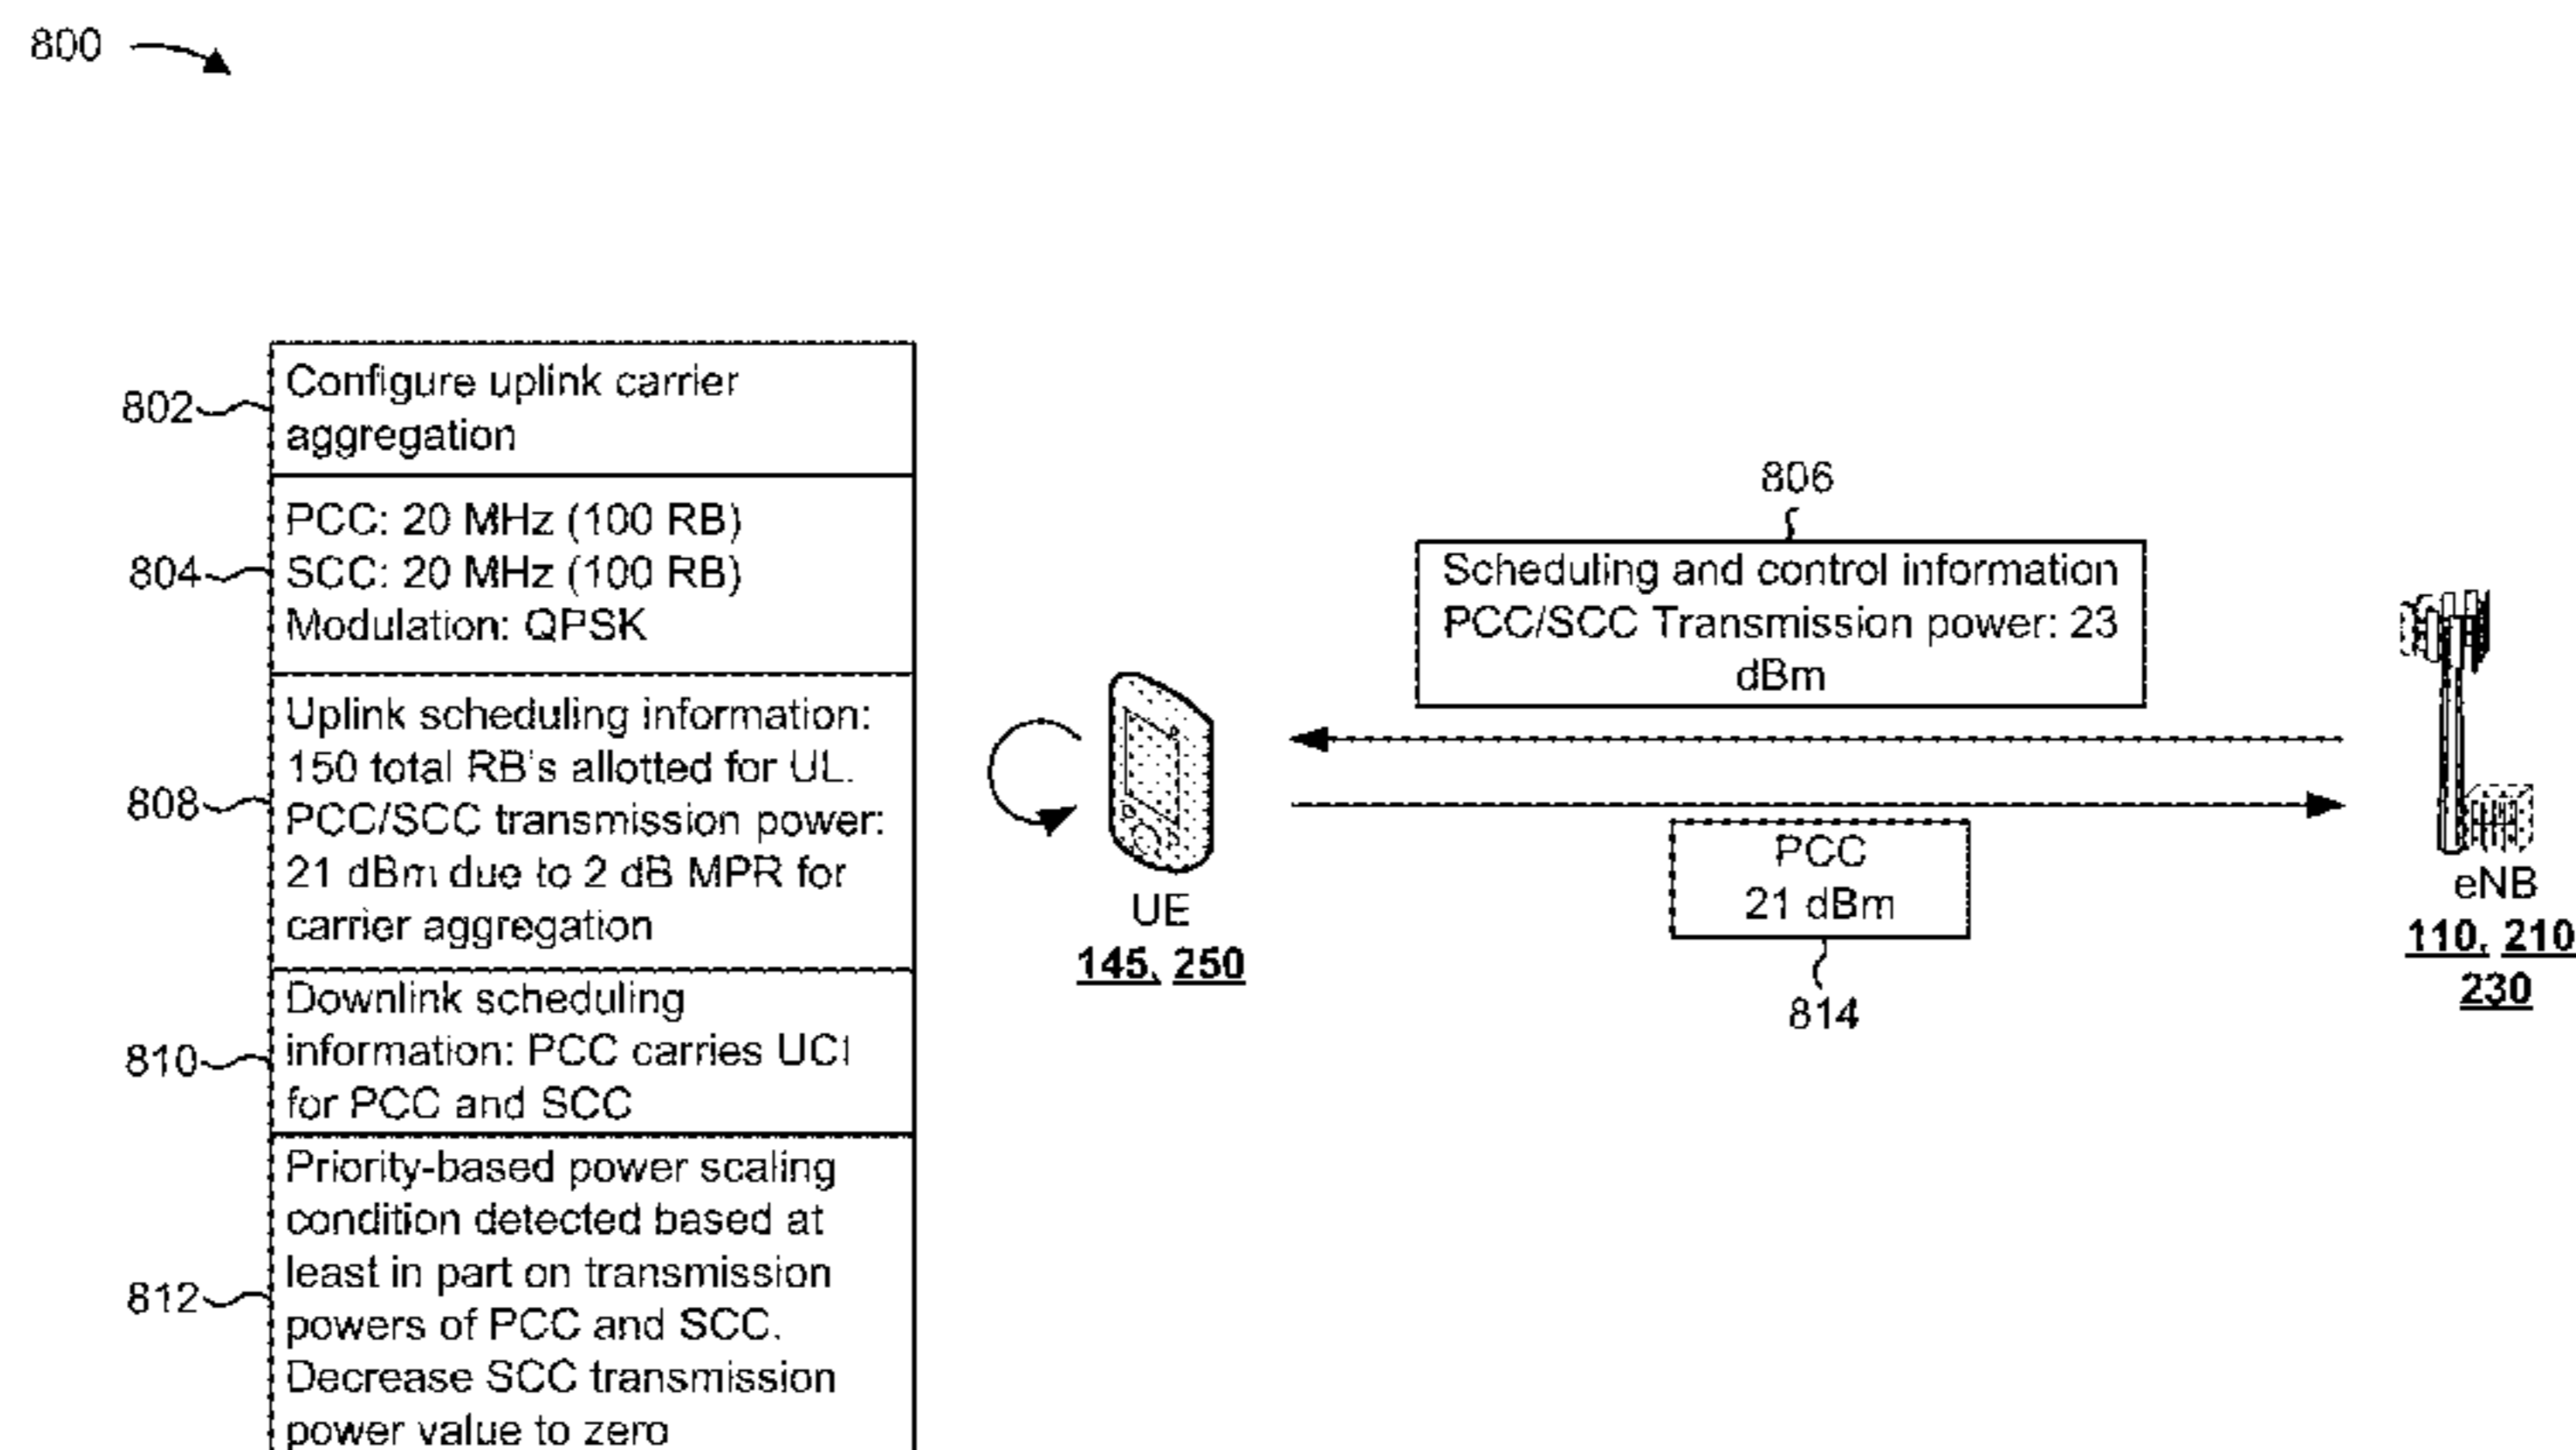 800
802
Configure uplink carrier
aggregation
804
PCC: 20 MHz (100 RB)
SCC: 20 MHz (100 RB)
Modulation: QPSK
808
Uplink scheduling information:
150 total RB's allotted for UL.
PCC/SCC transmission power:
21 dBm due to 2 dB MPR for
carrier aggregation
810
Downlink scheduling
information: PCC carries UCI
for PCC and SCC
812
Priority-based power scaling
condition detected based at
least in part on transmission
powers of PCC and SCC.
Decrease SCC transmission
power value to zero
UE
145, 250
806
Scheduling and control information
PCC/SCC Transmission power: 23
dBm
PCC
21 dBm
814
eNB
110, 210
230